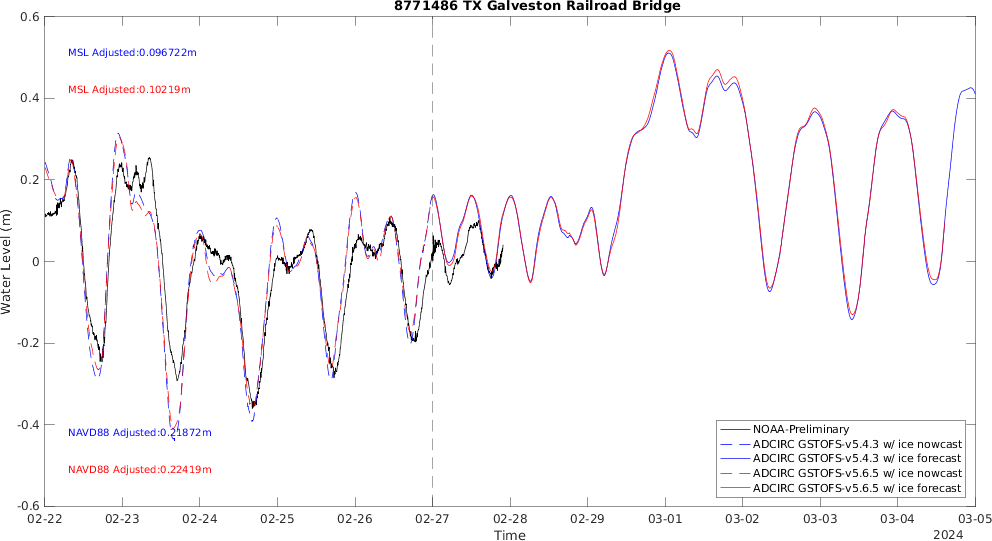 8771486 TX Galveston Railroad Bridge
0.6
0.4
0.2
0
-0.2
-0.4
-0.6
Water Level (m)
MSL Adjusted:0.096722m
MSL Adjusted:0.10219m
NAVD88 Adjusted:0.21872m
NAVD88 Adjusted:0.22419m
NOAA-Preliminary
ADCIRC GSTOFS-v5.4.3 w/ ice nowcast
ADCIRC GSTOFS-v5.4.3 w/ ice forecast
ADCIRC GSTOFS-v5.6.5 w/ ice nowcast
ADCIRC GSTOFS-v5.6.5 w/ ice forecast
02-22 02-23 02-24 02-25 02-26 02-27 02-28 02-29 03-01 03-02 03-03 03-04 03-05
Time
2024